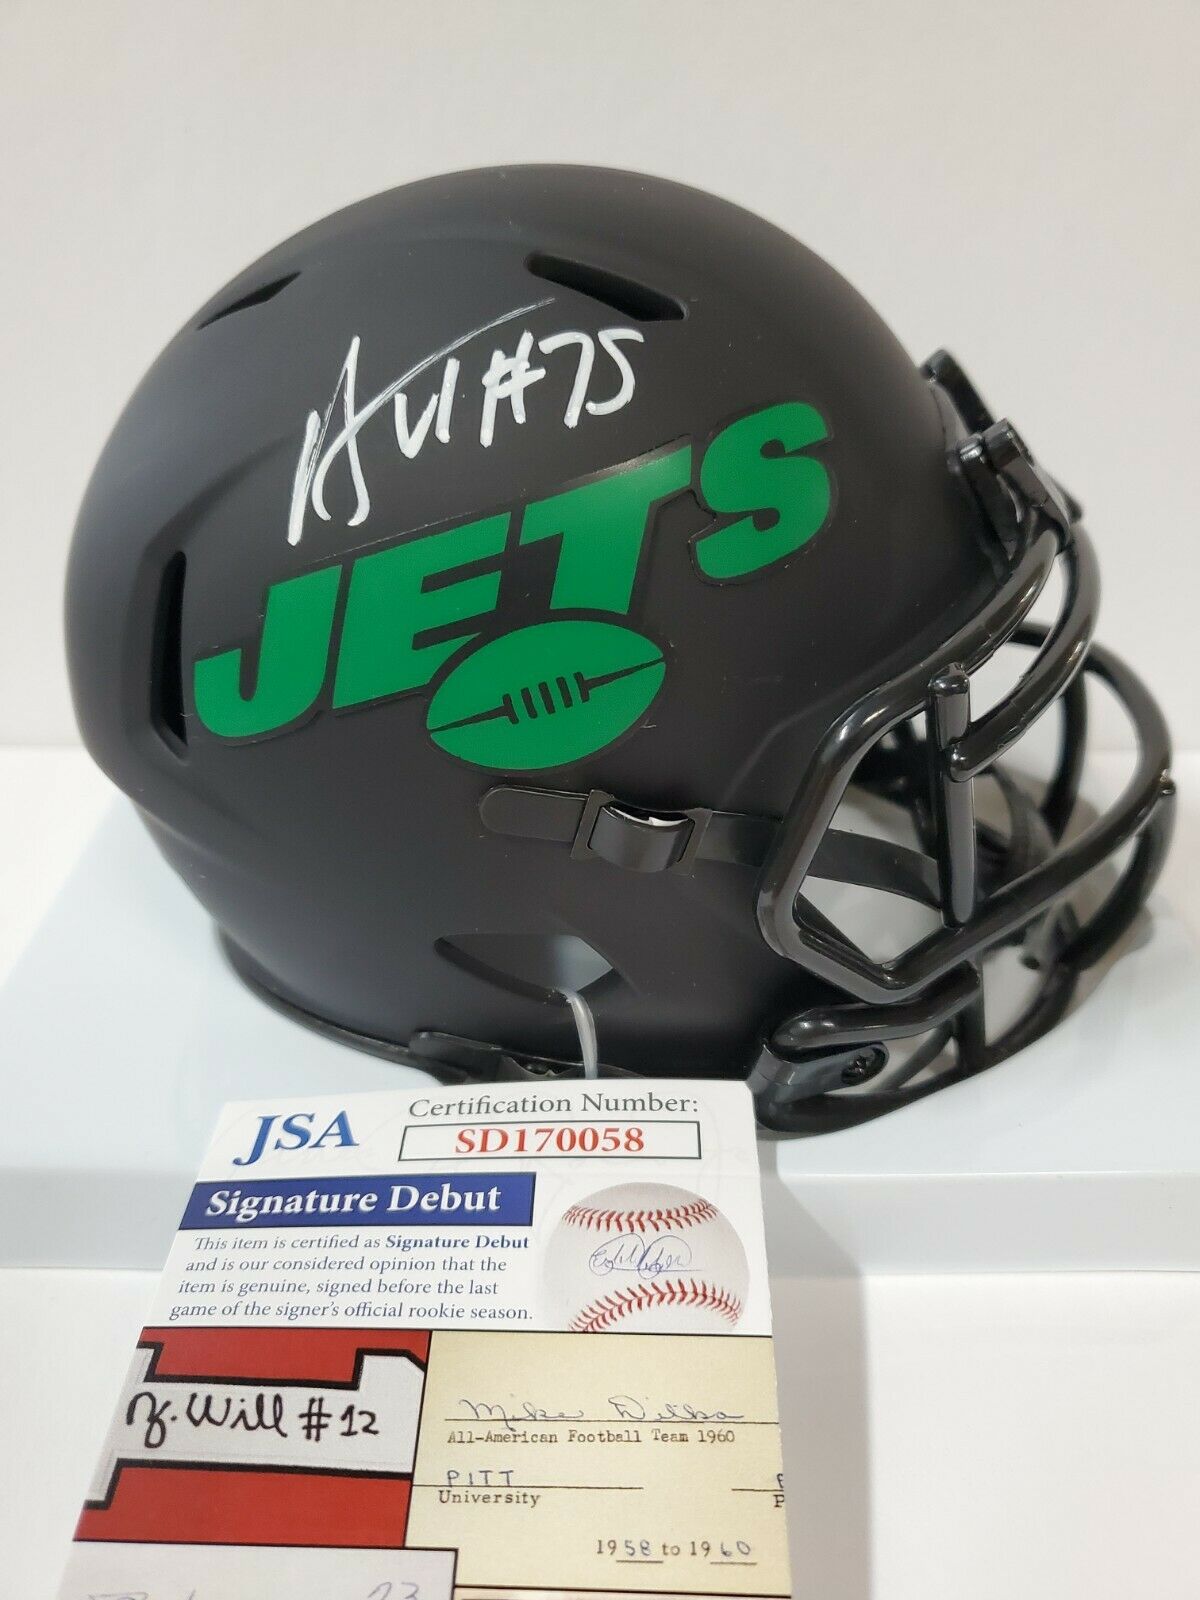 #75
JETS
JSA
Certification Number:
SD170058
Signature Debut
This item is certified as Signature Debut
and is our considered opinion that the
item is genuine, signed before the last
game of the signer's official rookie season.
Will #12
Mike Ditka
All-American Football Team 1960
PITT
University
P
1958 to 1960